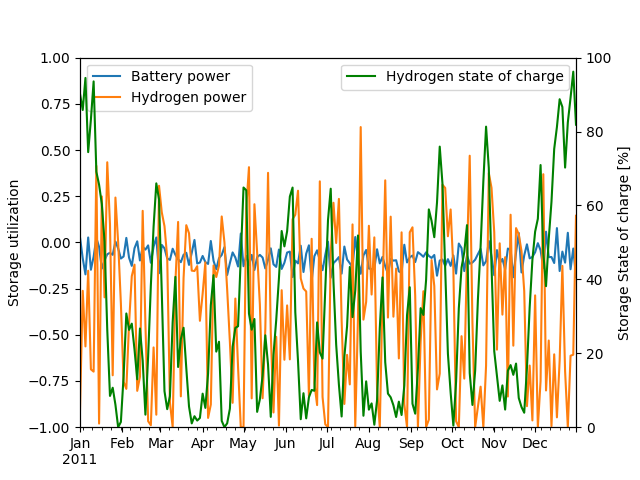 1.00
0.75
0.50
0.25
0.00
−0.25
−0.50
−0.75
−1.00
Storage utilization
Battery power
Hydrogen power
Hydrogen state of charge
100
80
60
40
20
0
Storage State of charge [%]
Jan Feb Mar Apr May Jun Jul Aug Sep Oct Nov Dec
2011